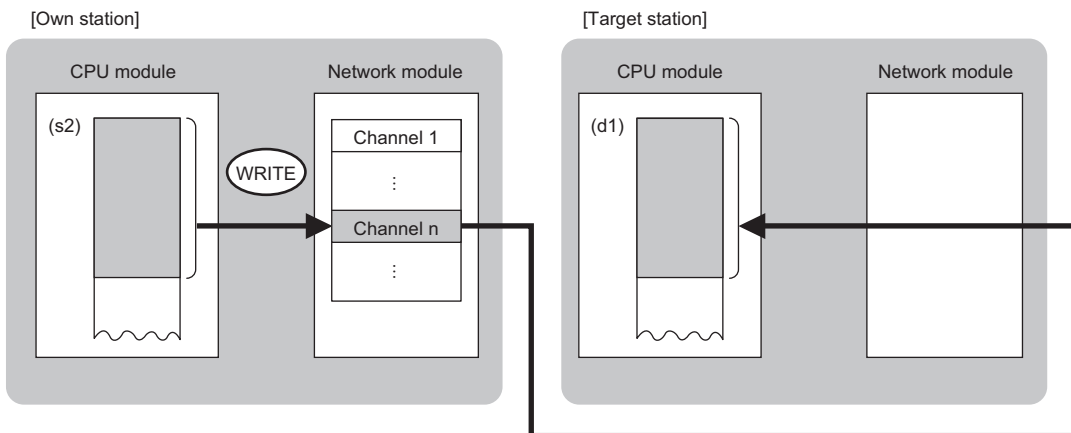 [Own station]
CPU module
Network module
(s2)
WRITE
Channel 1
⋮
Channel n
⋮
[Target station]
CPU module
Network module
(d1)